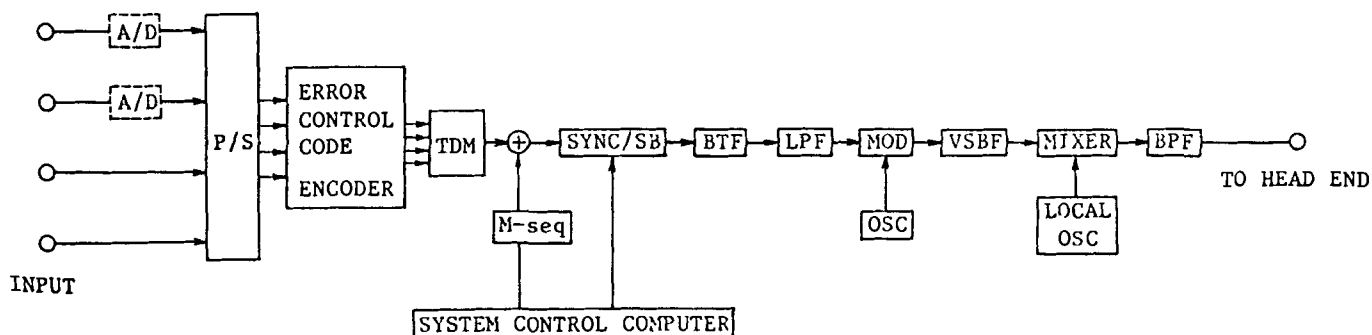 A/D
A/D
P/S
ERROR
CONTROL
CODE
ENCODER
TDM
+
SYNC/SB
BTF
LPF
MOD
VSBF
MIXER
BPF
TO HEAD END
M-seq
OSC
LOCAL
OSC
INPUT
SYSTEM CONTROL COMPUTER